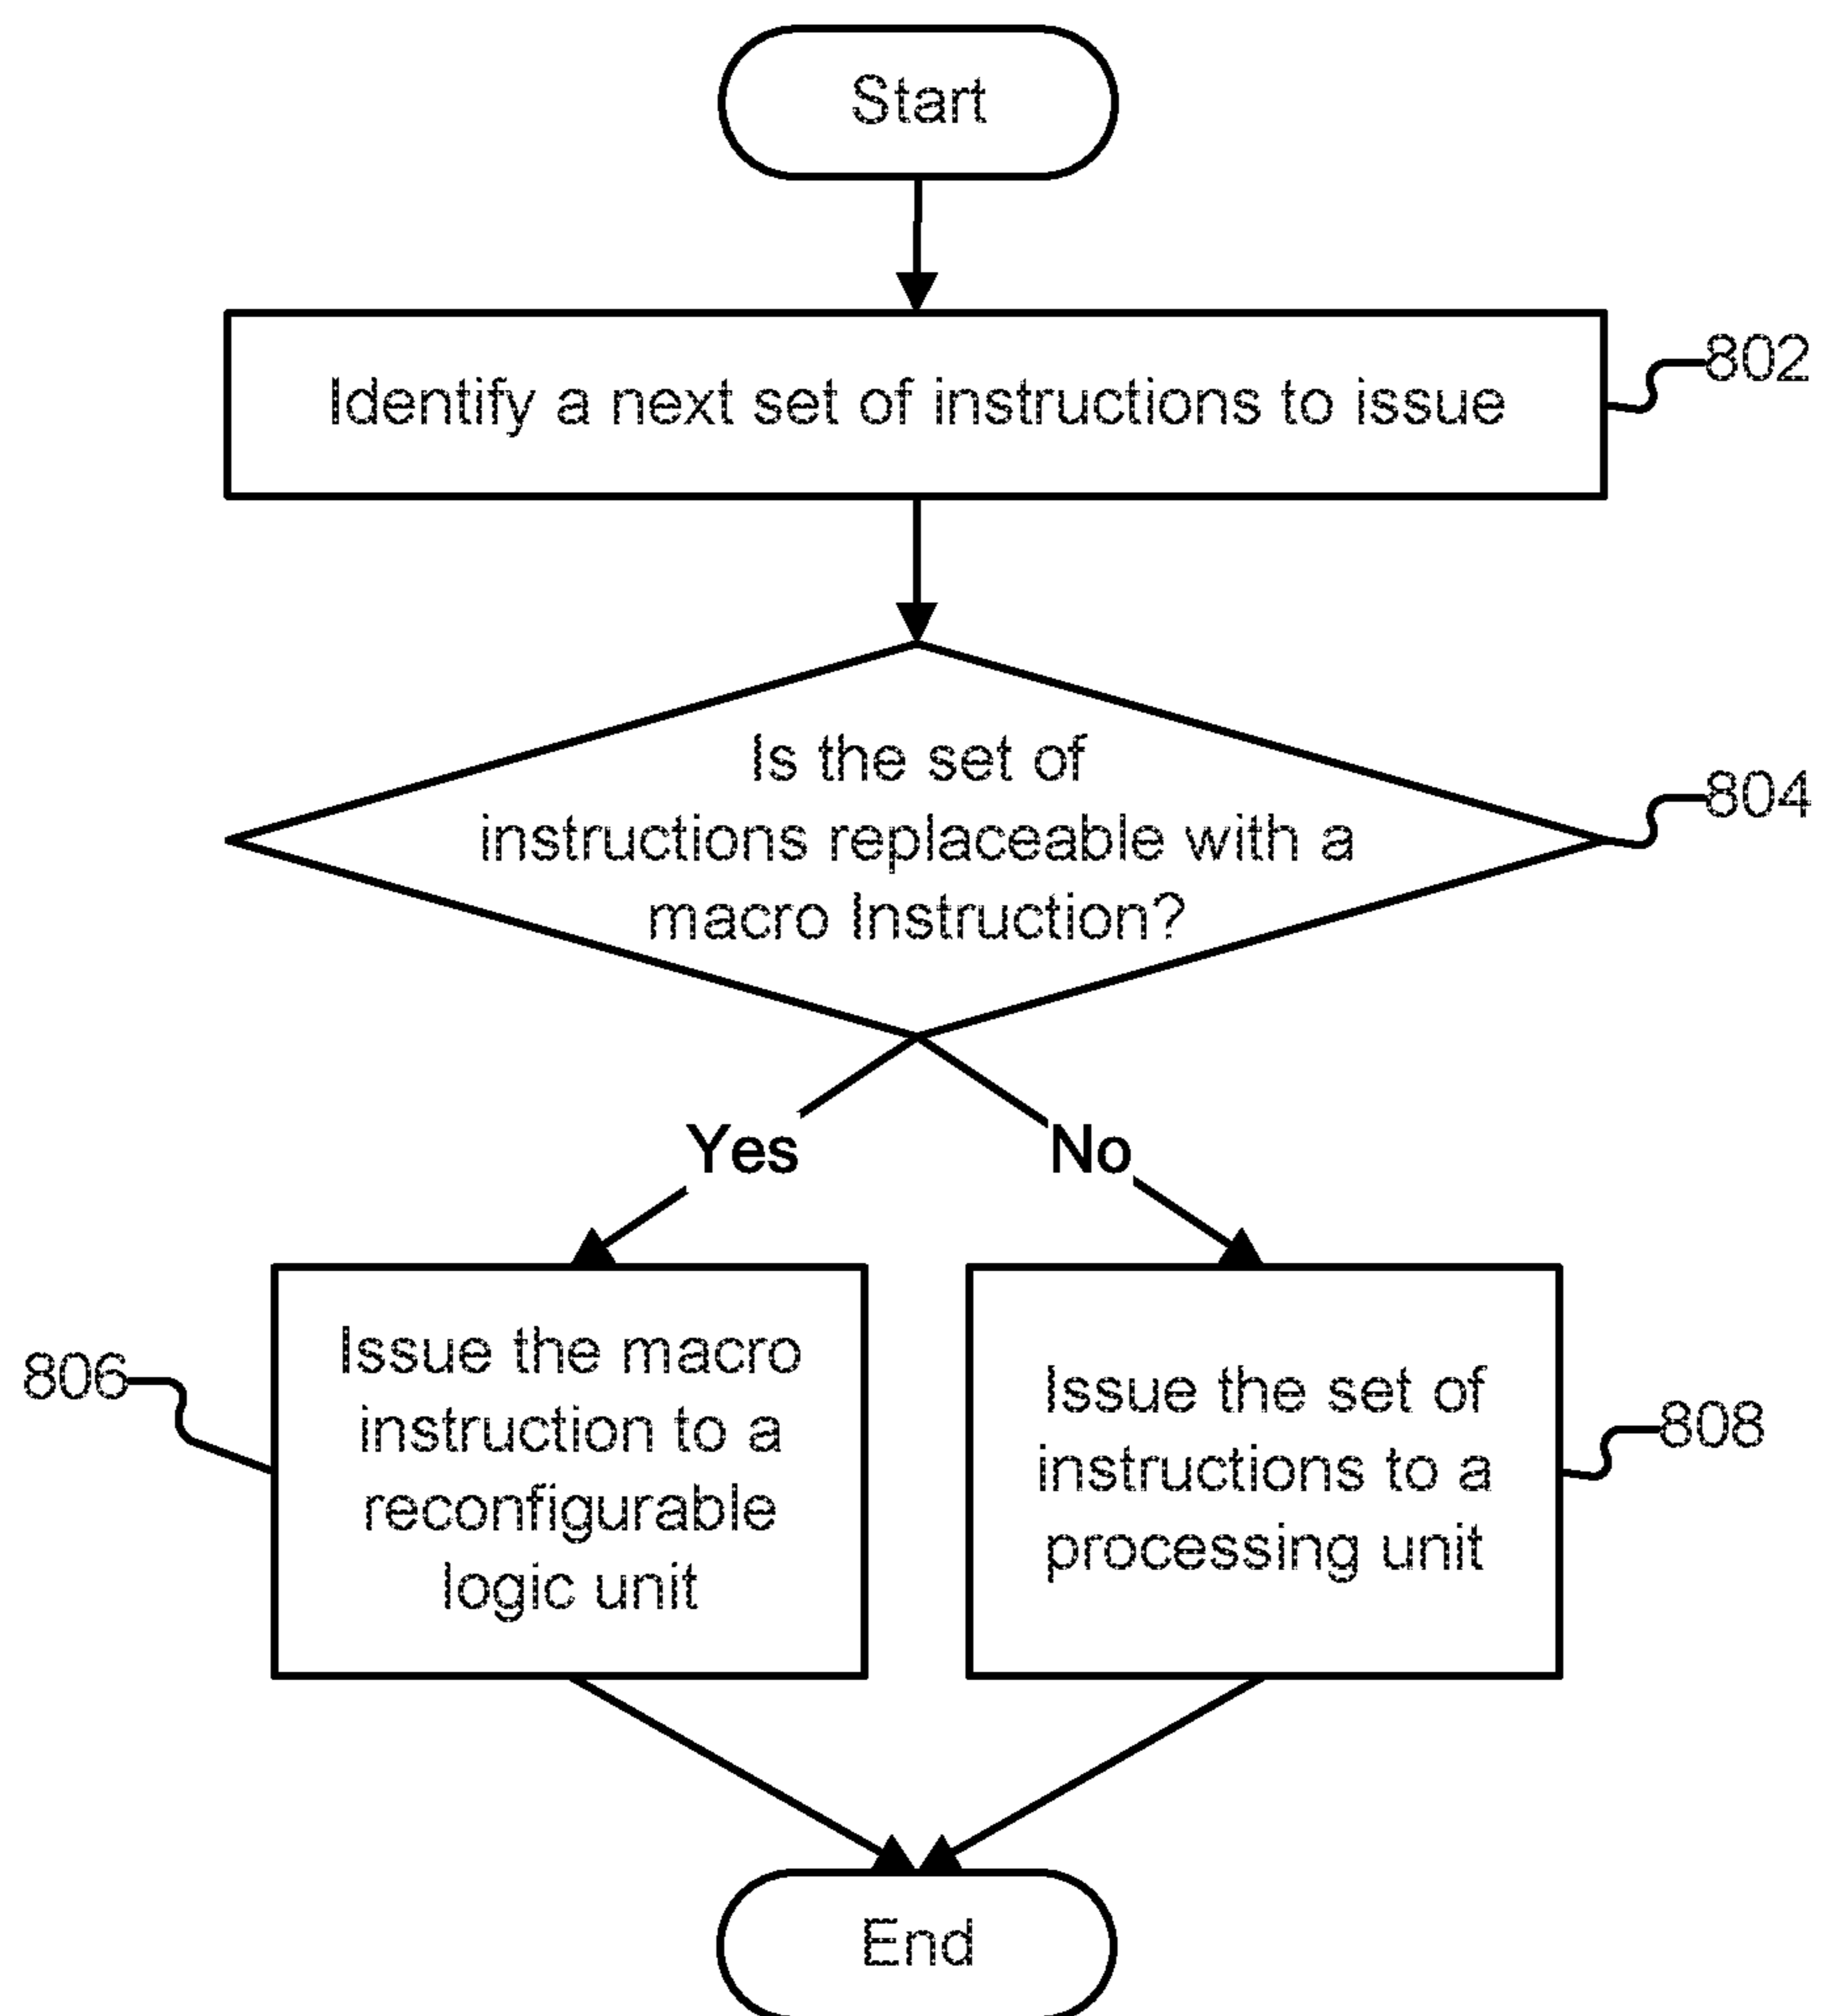 Start
Identify a next set of instructions to issue
802
Is the set of
instructions replaceable with a
macro Instruction?
804
Yes
No
806
Issue the macro
instruction to a
reconfigurable
logic unit
Issue the set of
instructions to a
processing unit
808
End